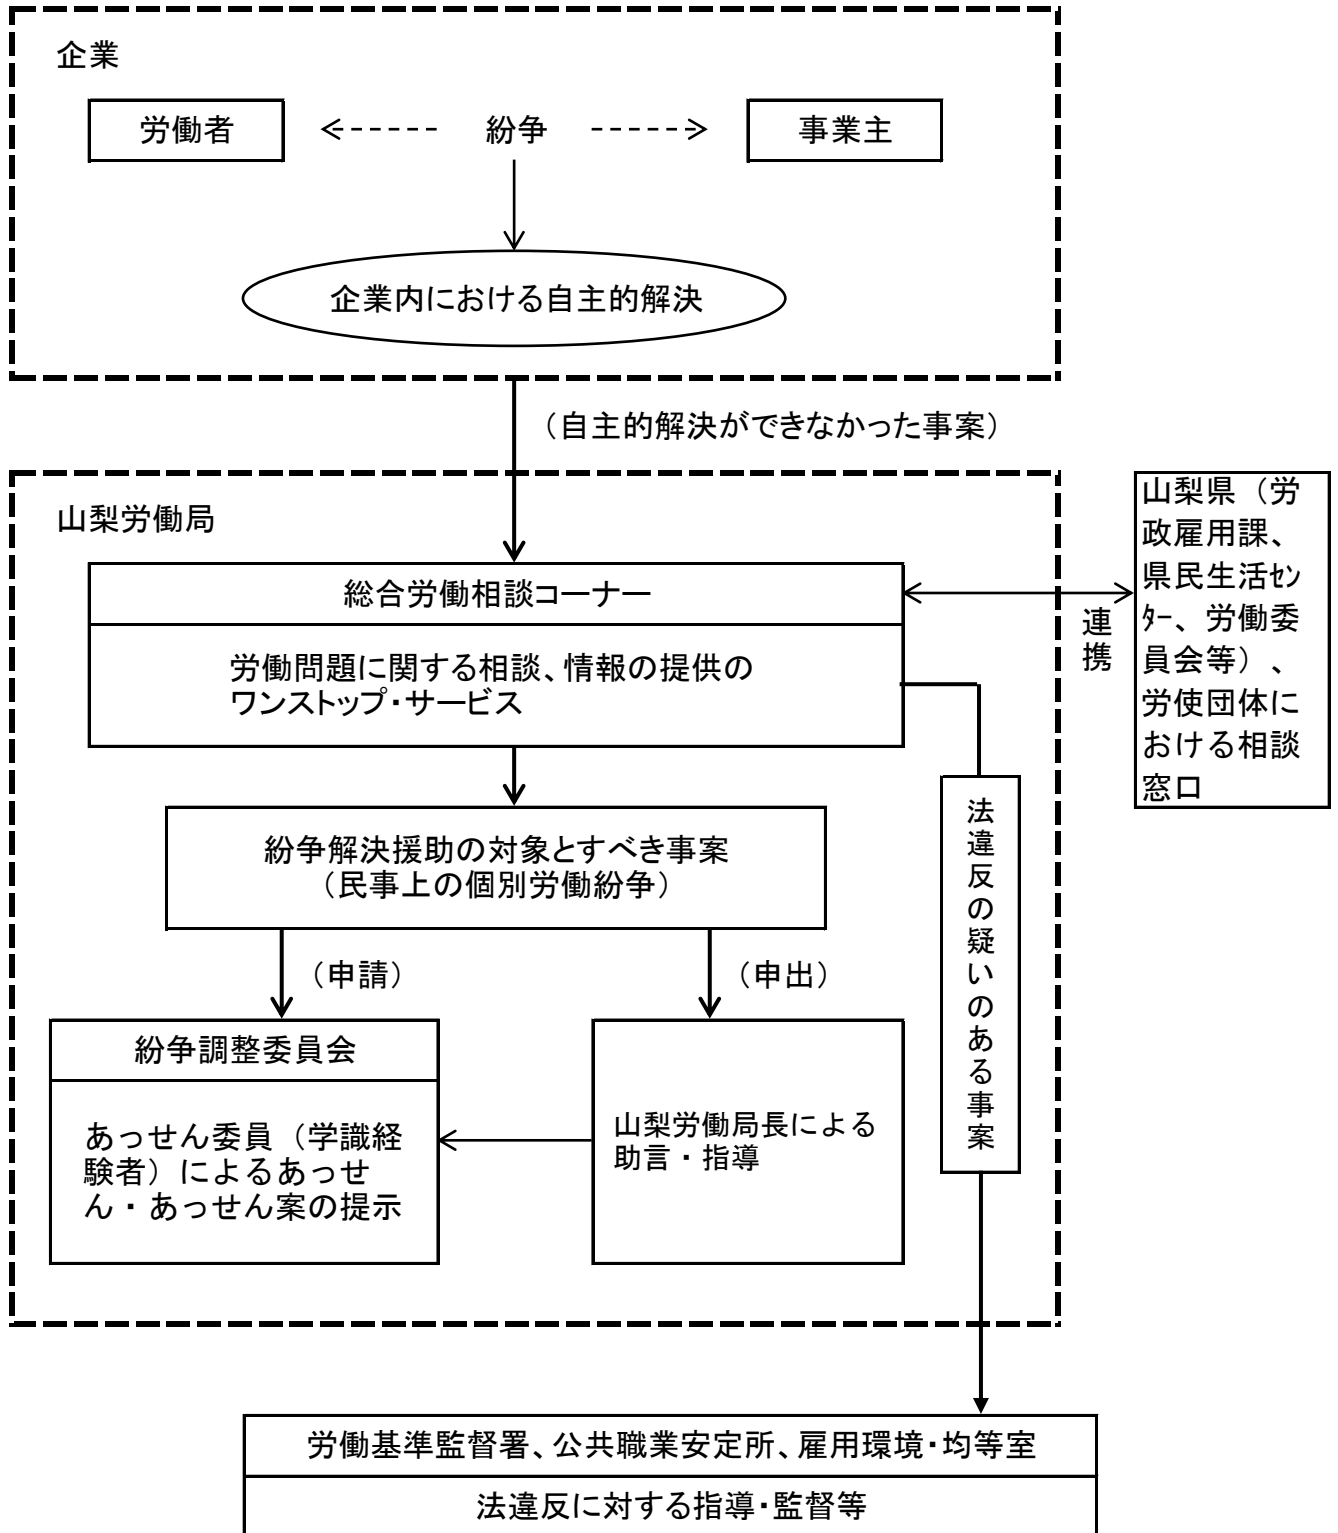 企業
労働者
紛争
事業主
企業内における自主的解決
（自主的解決ができなかった事案）
山梨労働局
総合労働相談コーナー
労働問題に関する相談、情報の提供の
ワンストップ・サービス
連携
山梨県（労
政雇用課、
県民生活ｾﾝ
ﾀｰ、労働委
員会等）、
労使団体に
おける相談
窓口
紛争解決援助の対象とすべき事案
（民事上の個別労働紛争）
法違反の疑いのある事案
（申請）
（申出）
紛争調整委員会
あっせん委員（学識経
験者）によるあっせ
ん・あっせん案の提示
山梨労働局長による
助言・指導
労働基準監督署、公共職業安定所、雇用環境・均等室
法違反に対する指導・監督等